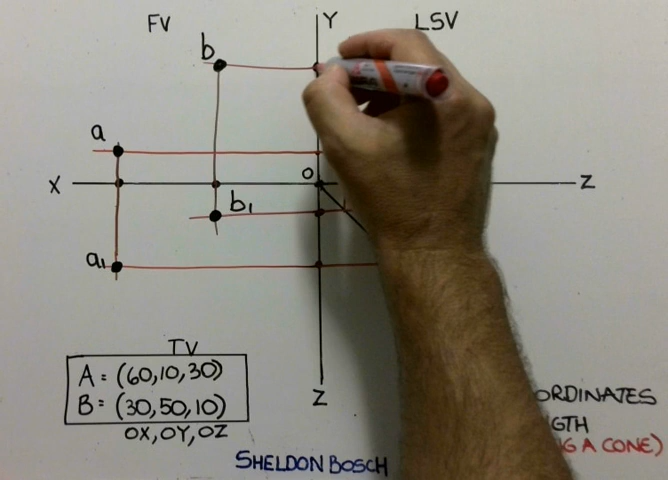 FV
Y
LSV
b
a
X
O
Z
b1
a1
TV
A = (60,10,30)
B = (30,50,10)
OX, OY, OZ
Z
ORDINATES
GTH
G A CONE)
SHELDON BOSCH